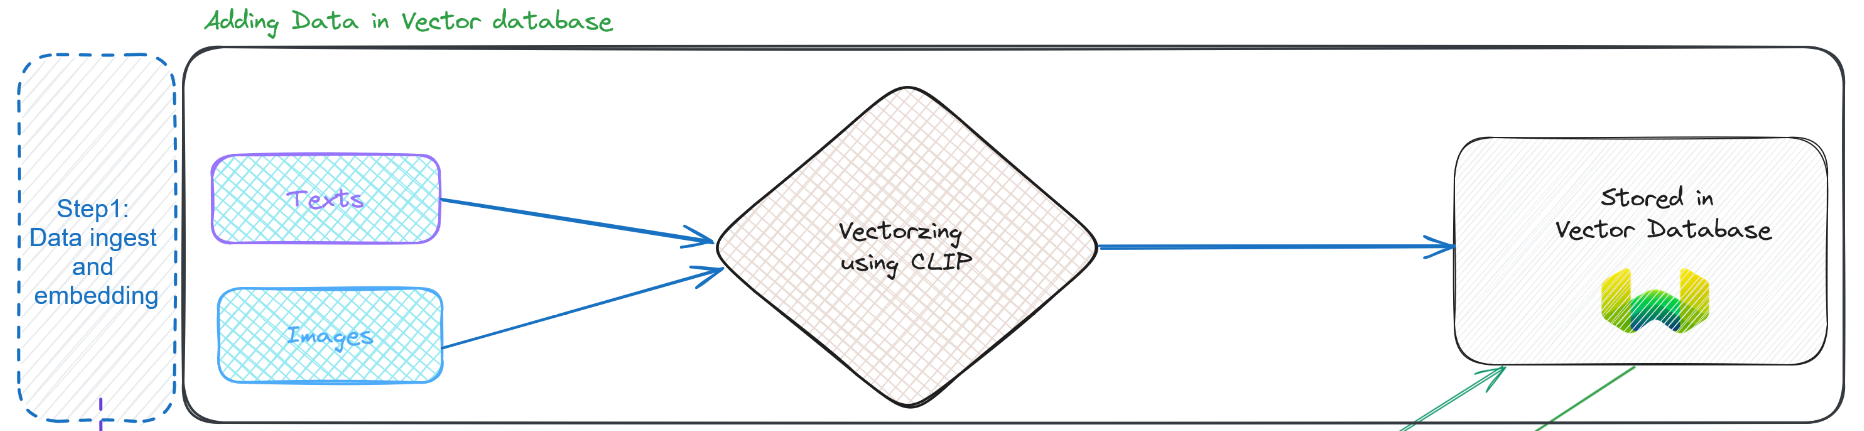 Adding Data in Vector database
Step1:
Data ingest
and
embedding
Texts
Images
Vectorzing
using CLIP
Stored in
Vector Database